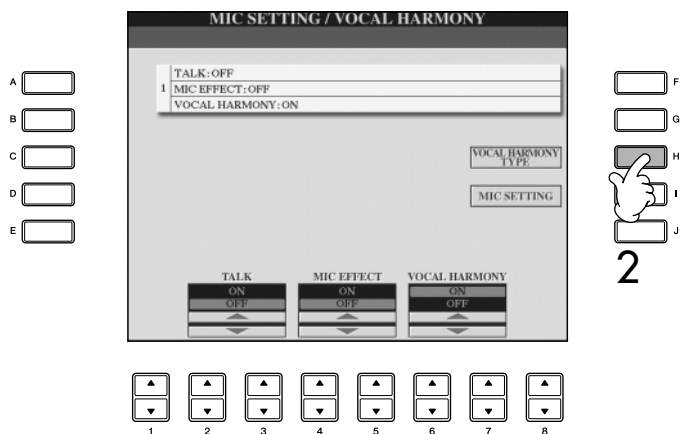 MIC SETTING / VOCAL HARMONY
TALK:OFF
1 MIC EFFECT:OFF
VOCAL HARMONY:ON
A
B
C
D
E
F
G
H
I
J
VOCAL HARMONY
TYPE
MIC SETTING
2
TALK MIC EFFECT VOCAL HARMONY
ON ON ON
OFF OFF OFF
1 2 3 4 5 6 7 8